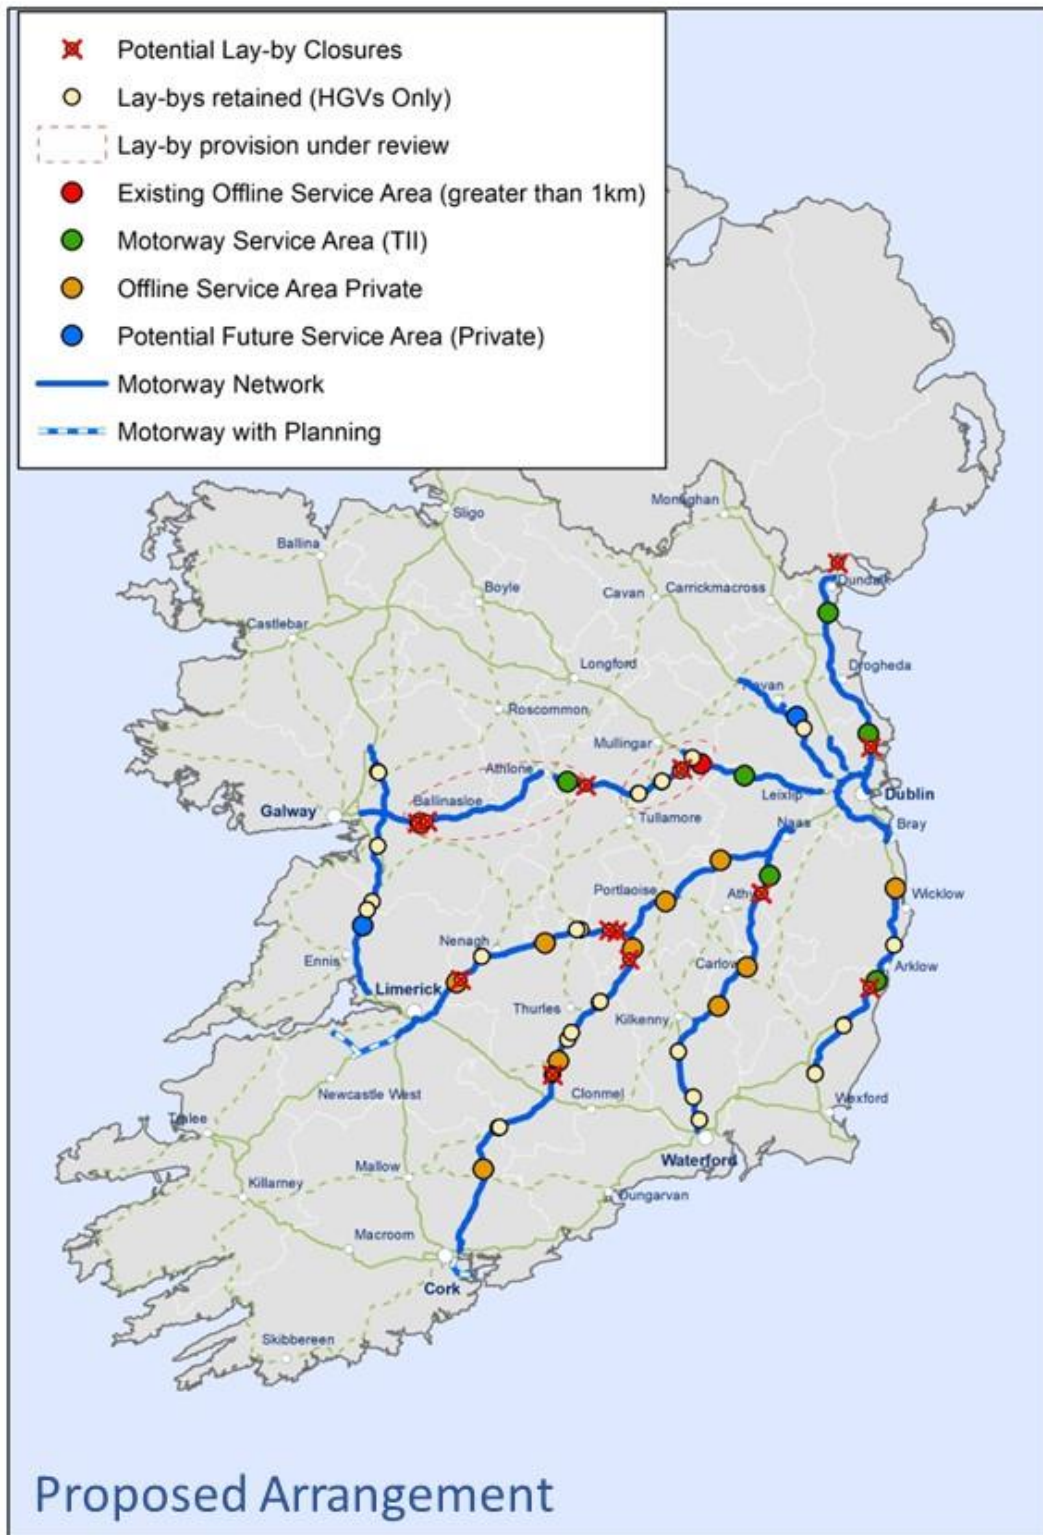 Potential Lay-by Closures
Lay-bys retained (HGVs Only)
Lay-by provision under review
Existing Offline Service Area (greater than 1km)
Motorway Service Area (TII)
Offline Service Area Private
Potential Future Service Area (Private)
Motorway Network
Motorway with Planning
Monaghan
Sligo
Ballina
Dundalk
Boyle
Cavan
Carrickmacross
Castlebar
Longford
Drogheda
Navan
Roscommon
Mullingar
Athlone
Ballinasloe
Leixlip
Dublin
Galway
Tullamore
Naas
Bray
Portlaoise
Athy
Wicklow
Nenagh
Ennis
Carlow
Arklow
Limerick
Thurles
Kilkenny
Newcastle West
Clonmel
Wexford
Tralee
Waterford
Mallow
Killarney
Dungarvan
Macroom
Cork
Skibbereen
Proposed Arrangement